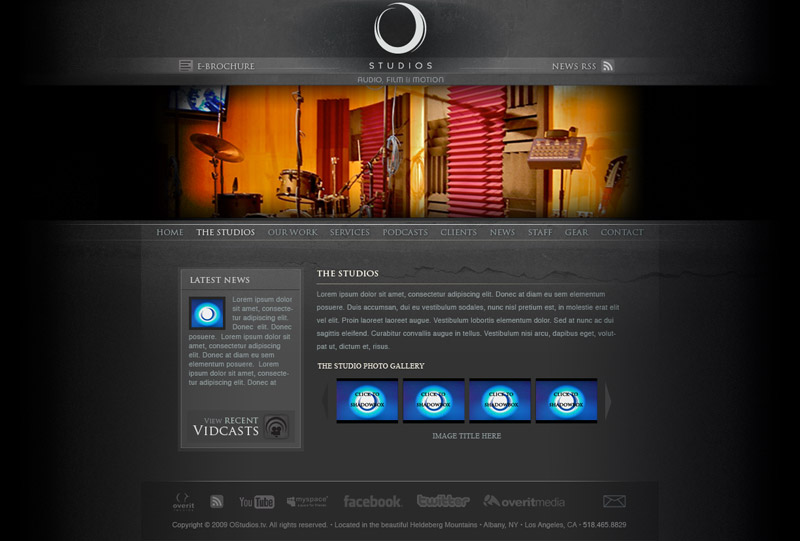 E-BROCHURE
STUDIOS
AUDIO, FILM & MOTION
NEWS RSS
HOME THE STUDIOS OUR WORK SERVICES PODCASTS CLIENTS NEWS STAFF GEAR CONTACT
LATEST NEWS
Lorem ipsum dolor
sit amet, consecte-
tur adipiscing elit.
Donec elit. Donec
posuere. Lorem ipsum dolor sit
amet, consectetur adipiscing
elit. Donec at diam eu sem
elementum posuere. Lorem
ipsum dolor sit amet, consecte-
tur adipiscing elit. Donec at
VIEW RECENT
VIDCASTS
THE STUDIOS
Lorem ipsum dolor sit amet, consectetur adipiscing elit. Donec at diam eu sem elementum
posuere. Duis accumsan, dui eu vestibulum sodales, nunc nisl pretium est, in molestie erat elit
vel elit. Proin laoreet laoreet augue. Vestibulum lobortis elementum dolor. Sed at nunc ac dui
sagittis eleifend. Curabitur convallis augue in tellus. Vestibulum nisi arcu, dapibus eget, volut-
pat ut, dictum et, risus.
THE STUDIO PHOTO GALLERY
CLICK TO
SHADOWBOX
CLICK TO
SHADOWBOX
CLICK TO
SHADOWBOX
CLICK TO
SHADOWBOX
IMAGE TITLE HERE
overit
You Tube
myspace
facebook
twitter
overitmedia
Copyright © 2009 OStudios.tv. All rights reserved. • Located in the beautiful Heldeberg Mountains • Albany, NY • Los Angeles, CA • 518.465.8829